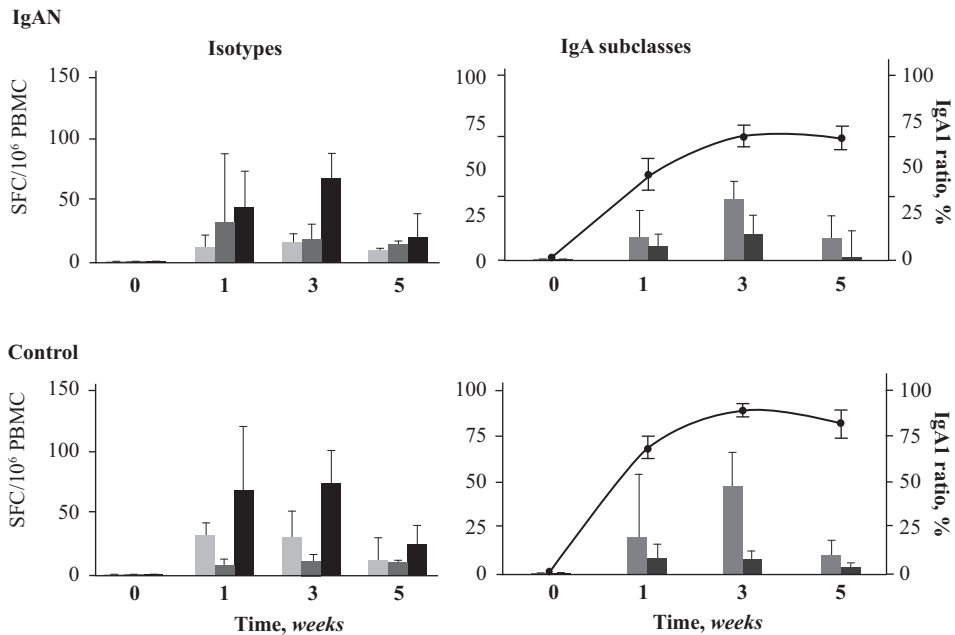 IgAN
Isotypes
IgA subclasses
SFC/10⁶ PBMC
150
100
50
0
0 1 3 5
100
75
50
25
0
0 1 3 5
100
75
50
25
0
IgA1 ratio, %
Control
SFC/10⁶ PBMC
150
100
50
0
0 1 3 5
Time, weeks
100
75
50
25
0
0 1 3 5
Time, weeks
100
75
50
25
0
IgA1 ratio, %